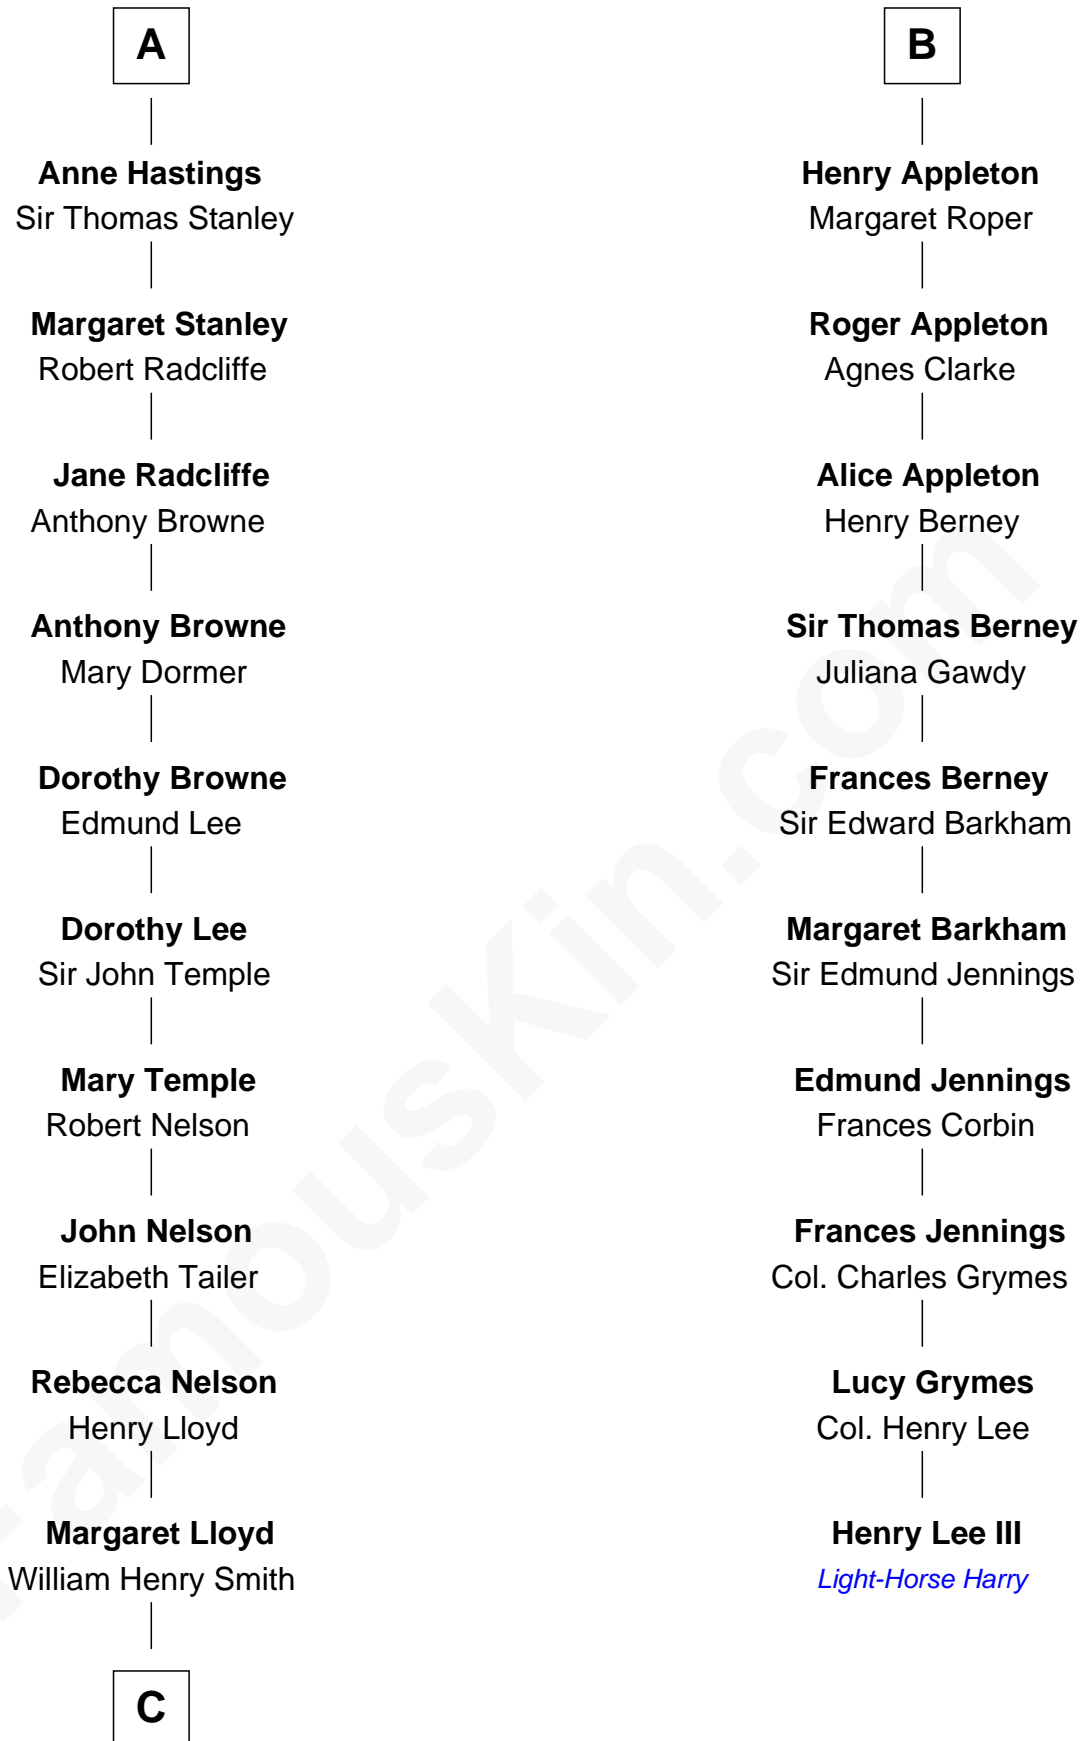 A
Anne Hastings
Sir Thomas Stanley
Margaret Stanley
Robert Radcliffe
Jane Radcliffe
Anthony Browne
Anthony Browne
Mary Dormer
Dorothy Browne
Edmund Lee
Dorothy Lee
Sir John Temple
Mary Temple
Robert Nelson
John Nelson
Elizabeth Tailer
Rebecca Nelson
Henry Lloyd
Margaret Lloyd
William Henry Smith
C
B
Henry Appleton
Margaret Roper
Roger Appleton
Agnes Clarke
Alice Appleton
Henry Berney
Sir Thomas Berney
Juliana Gawdy
Frances Berney
Sir Edward Barkham
Margaret Barkham
Sir Edmund Jennings
Edmund Jennings
Frances Corbin
Frances Jennings
Col. Charles Grymes
Lucy Grymes
Col. Henry Lee
Henry Lee III
Light-Horse Harry
FamousKin.com